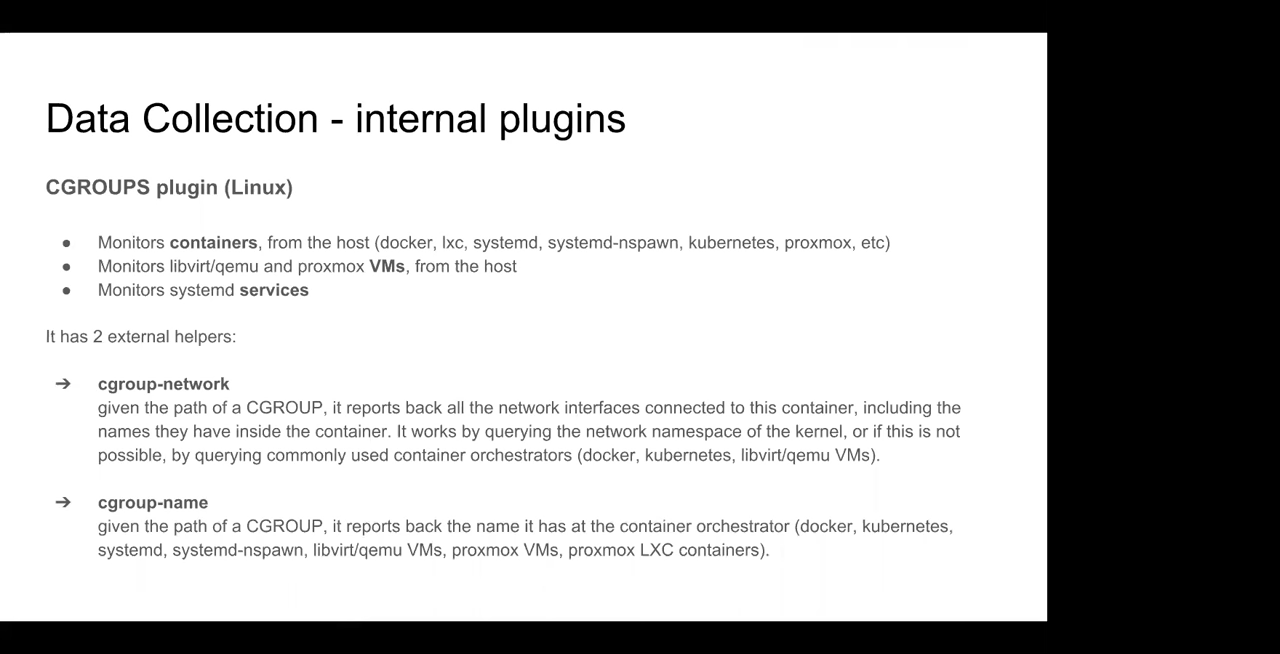 Data Collection - internal plugins
CGROUPS plugin (Linux)
● Monitors containers, from the host (docker, lxc, systemd, systemd-nspawn, kubernetes, proxmox, etc)
● Monitors libvirt/qemu and proxmox VMs, from the host
● Monitors systemd services
It has 2 external helpers:
➔ cgroup-network
given the path of a CGROUP, it reports back all the network interfaces connected to this container, including the
names they have inside the container. It works by querying the network namespace of the kernel, or if this is not
possible, by querying commonly used container orchestrators (docker, kubernetes, libvirt/qemu VMs).
➔ cgroup-name
given the path of a CGROUP, it reports back the name it has at the container orchestrator (docker, kubernetes,
systemd, systemd-nspawn, libvirt/qemu VMs, proxmox VMs, proxmox LXC containers).